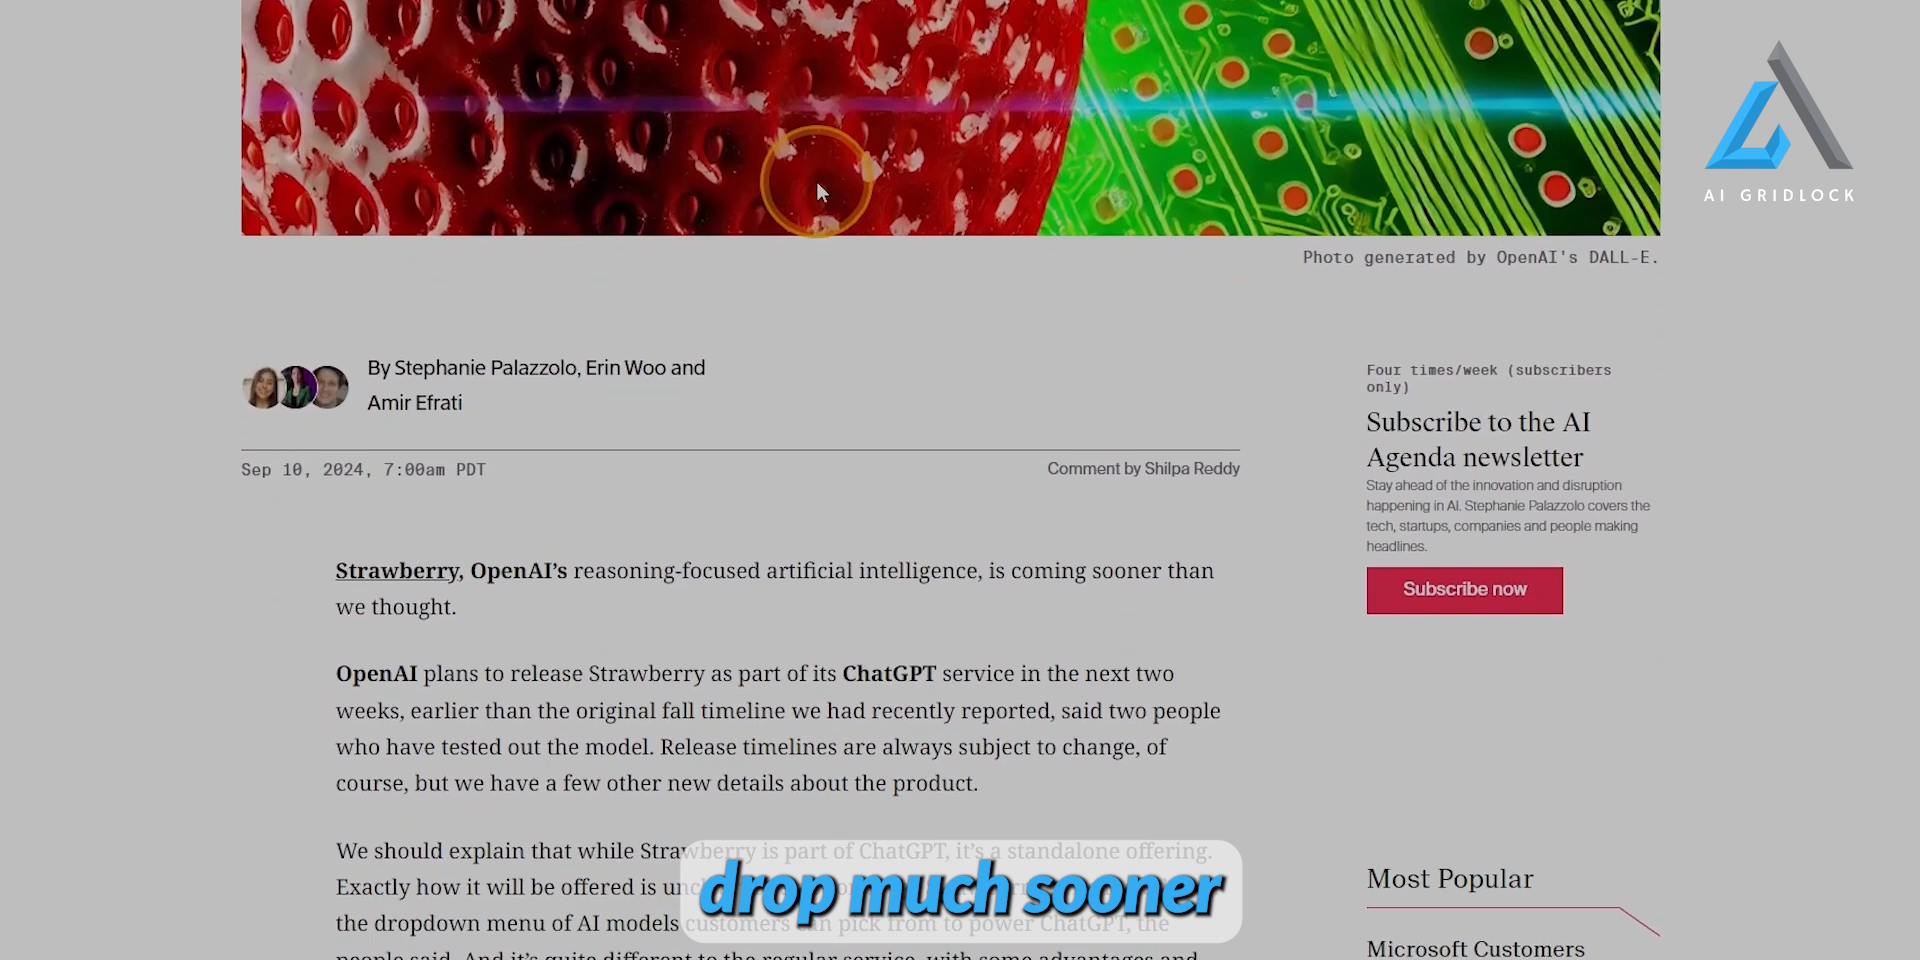 AI GRIDLOCK
Photo generated by OpenAI's DALL-E.
By Stephanie Palazzolo, Erin Woo and
Amir Efrati
Sep 10, 2024, 7:00am PDT
Comment by Shilpa Reddy
Strawberry, OpenAI’s reasoning-focused artificial intelligence, is coming sooner than
we thought.
OpenAI plans to release Strawberry as part of its ChatGPT service in the next two
weeks, earlier than the original fall timeline we had recently reported, said two people
who have tested out the model. Release timelines are always subject to change, of
course, but we have a few other new details about the product.
We should explain that while Strawberry is part of ChatGPT, it’s a standalone offering.
Exactly how it will be offered is
the dropdown menu of AI models customers can pick from to power ChatGPT, the
people said. And it’s quite different to the regular service, with some advantages and
drop much sooner
Four times/week (subscribers
only)
Subscribe to the AI
Agenda newsletter
Stay ahead of the innovation and disruption
happening in AI. Stephanie Palazzolo covers the
tech, startups, companies and people making
headlines.
Subscribe now
Most Popular
Microsoft Customers